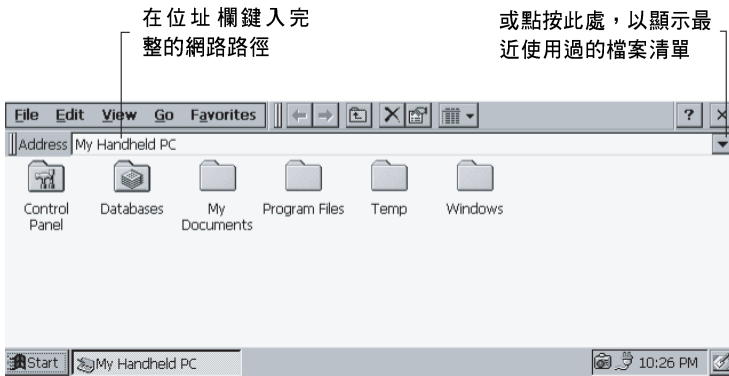 在位址欄鍵入完
整的網路路徑
或點按此處，以顯示最
近使用過的檔案清單
File Edit View Go Favorites ?
Address My Handheld PC
Control Panel
Databases
My Documents
Program Files
Temp
Windows
Start My Handheld PC 10:26 PM